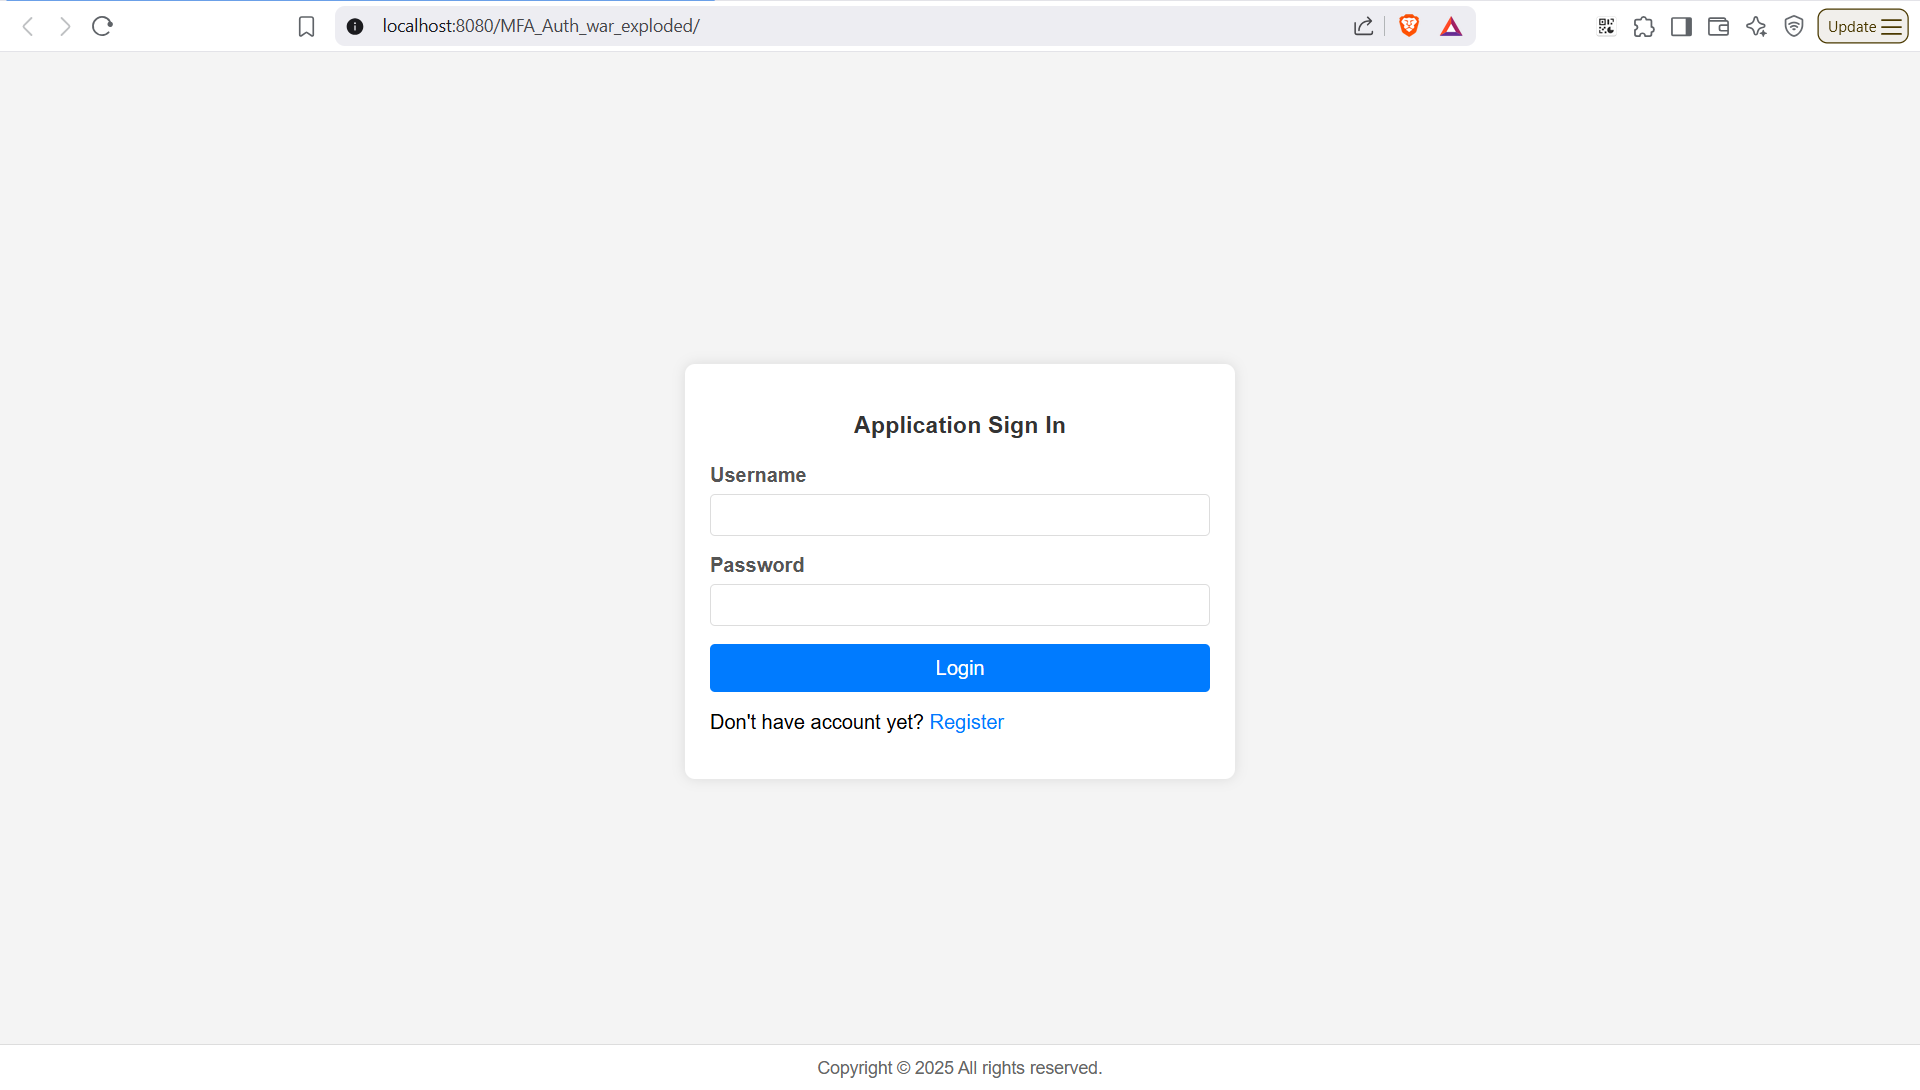 localhost:8080/MFA_Auth_war_exploded/
Update
Application Sign In
Username
Password
Login
Don't have account yet? Register
Copyright © 2025 All rights reserved.